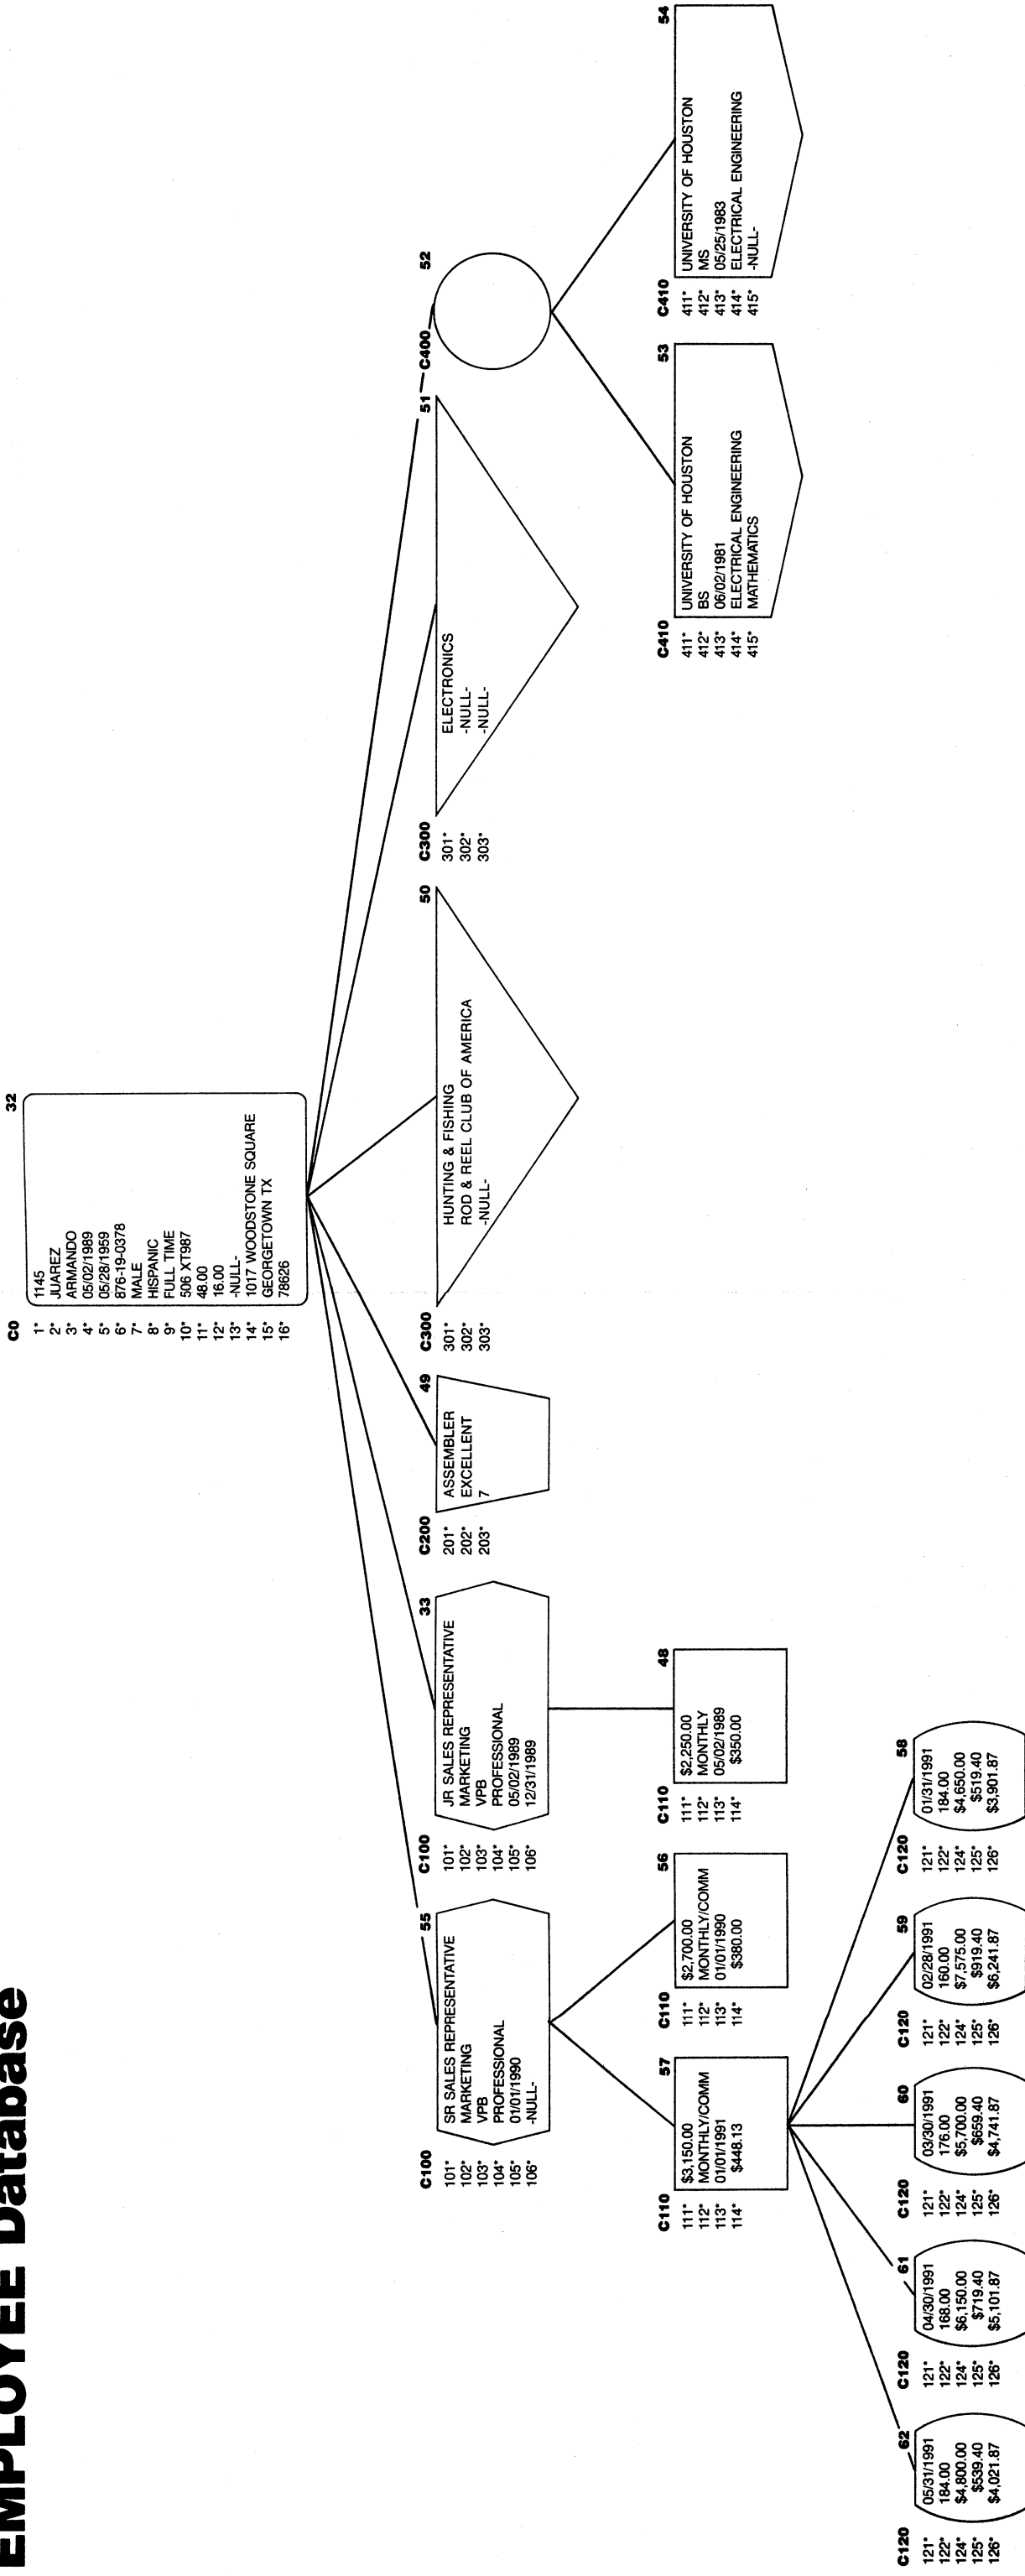 EMPLOYEE Database
C0 32
1* 1145
2* JUAREZ
3* ARMANDO
4* 05/02/1989
5* 05/28/1959
6* 876-19-0378
7* MALE
8* HISPANIC
9* FULL TIME
10* 506 XT987
11* 48.00
12* 16.00
13* -NULL-
14* 1017 WOODSTONE SQUARE
15* GEORGETOWN TX
16* 78626
C100 55
101* SR SALES REPRESENTATIVE
102* MARKETING
103* VPB
104* PROFESSIONAL
105* 01/01/1990
106* -NULL-
C100 33
101* JR SALES REPRESENTATIVE
102* MARKETING
103* VPB
104* PROFESSIONAL
105* 05/02/1989
106* 12/31/1989
C200 49
201* ASSEMBLER
202* EXCELLENT
203* 7
C300 50
301* HUNTING & FISHING
302* ROD & REEL CLUB OF AMERICA
303* -NULL-
C300 51
301* ELECTRONICS
302* -NULL-
303* -NULL-
C400 52
C110 57
111* $3,150.00
112* MONTHLY/COMM
113* 01/01/1991
114* $448.13
C110 56
111* $2,700.00
112* MONTHLY/COMM
113* 01/01/1990
114* $380.00
C110 48
111* $2,250.00
112* MONTHLY
113* 05/02/1989
114* $350.00
C410 53
411* UNIVERSITY OF HOUSTON
412* BS
413* 06/02/1981
414* ELECTRICAL ENGINEERING
415* MATHEMATICS
C410 54
411* UNIVERSITY OF HOUSTON
412* MS
413* 05/25/1983
414* ELECTRICAL ENGINEERING
415* -NULL-
C120 62
121* 05/31/1991
122* 184.00
124* $4,800.00
125* $539.40
126* $4,021.87
C120 61
121* 04/30/1991
122* 168.00
124* $6,150.00
125* $719.40
126* $5,101.87
C120 60
121* 03/30/1991
122* 176.00
124* $5,700.00
125* $659.40
126* $4,741.87
C120 59
121* 02/28/1991
122* 160.00
124* $7,575.00
125* $919.40
126* $6,241.87
C120 58
121* 01/31/1991
122* 184.00
124* $4,650.00
125* $519.40
126* $3,901.87